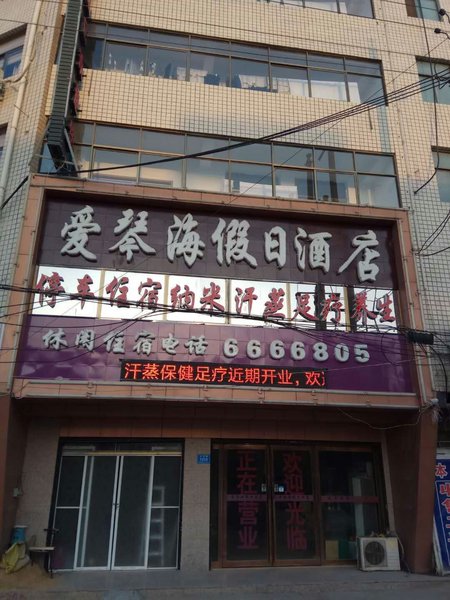 爱琴海假日酒店
停车住宿纳米汗蒸足疗养生
休闲住宿电话 6666805
汗蒸保健足疗近期开业，欢
正在营业
欢迎光临
本